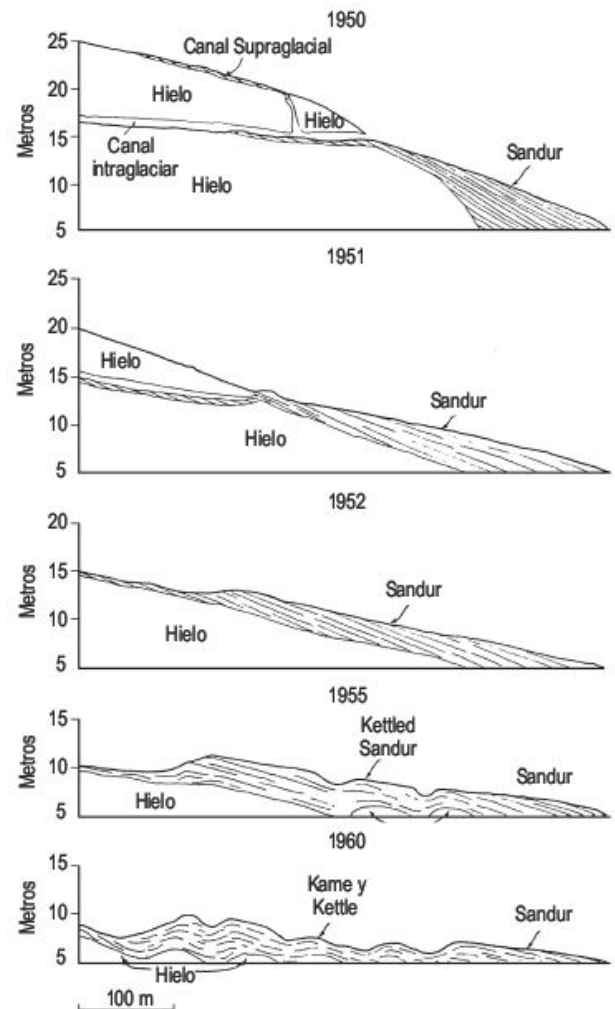 1950
25
20
15
10
5
Metros
Canal Supraglacial
Hielo
Hielo
Canal
intraglaciar
Hielo
Sandur
1951
25
20
15
10
5
Metros
Hielo
Sandur
Hielo
1952
20
15
10
5
Metros
Sandur
Hielo
1955
15
10
5
Metros
Kettled
Sandur
Sandur
Hielo
1960
15
10
5
Metros
Kame y
Kettle
Sandur
Hielo
100 m